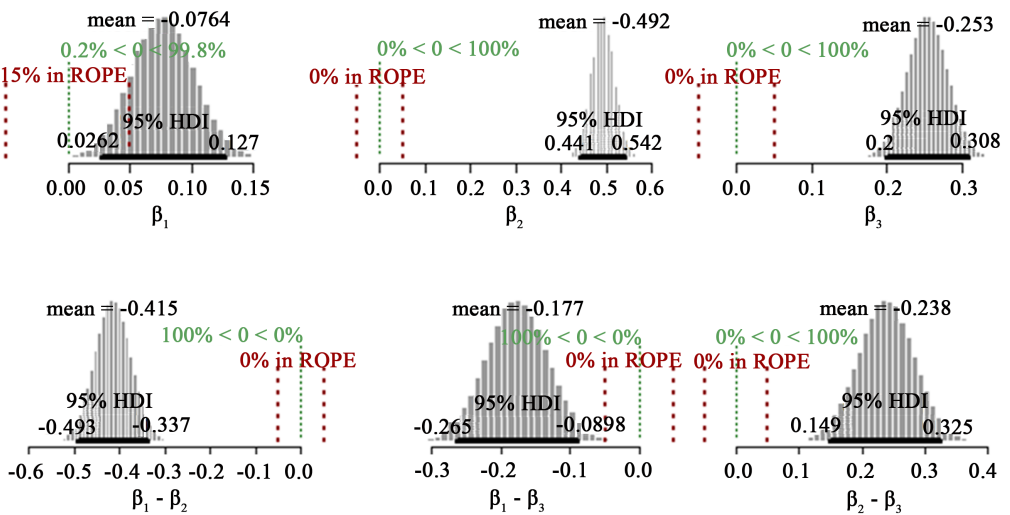 mean = -0.0764
0.2% < 0 < 99.8%
15% in ROPE
95% HDI
0.0262 0.127
0.00 0.05 0.10 0.15
β1
mean = -0.492
0% < 0 < 100%
0% in ROPE
95% HDI
0.441 0.542
0.0 0.1 0.2 0.3 0.4 0.5 0.6
β2
mean = -0.253
0% < 0 < 100%
0% in ROPE
95% HDI
0.2 0.308
0.0 0.1 0.2 0.3
β3
mean = -0.415
100% < 0 < 0%
0% in ROPE
95% HDI
-0.493 -0.337
-0.6 -0.5 -0.4 -0.3 -0.2 -0.1 0.0
β1 - β2
mean = -0.177
100% < 0 < 0%
0% in ROPE
95% HDI
-0.265 -0.0898
-0.3 -0.2 -0.1 0.0
β1 - β3
mean = -0.238
0% < 0 < 100%
0% in ROPE
95% HDI
0.149 0.325
0.0 0.1 0.2 0.3 0.4
β2 - β3